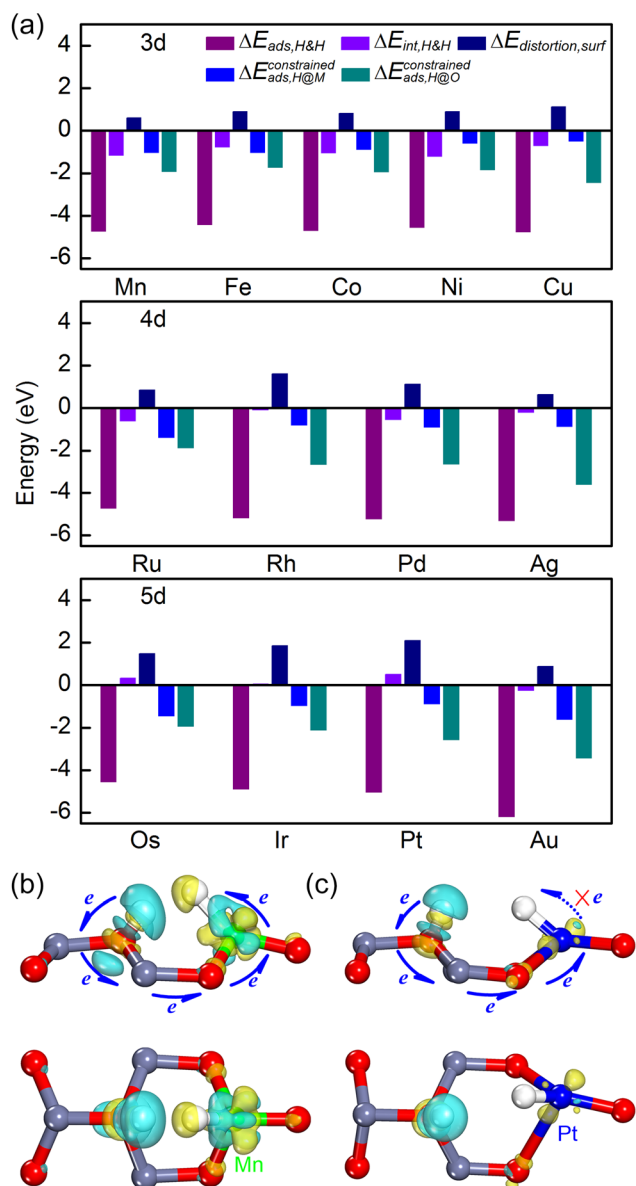 (a)
3d
ΔE_ads,H&H ΔE_int,H&H ΔE_distortion,surf
ΔE^constrained_ads,H@M ΔE^constrained_ads,H@O
4
2
0
-2
-4
-6
Mn Fe Co Ni Cu
4d
4
2
0
-2
-4
-6
Energy (eV)
Ru Rh Pd Ag
5d
4
2
0
-2
-4
-6
Os Ir Pt Au
(b) (c)
e e X e
e e e e e e
Mn Pt